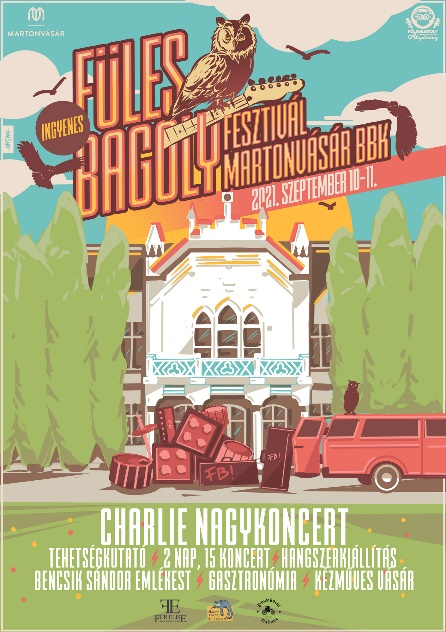 MARTONVÁSÁR
INGYENES
FÜLES
BAGOLY
FESZTIVÁL
MARTONVÁSÁR BBK
2021. SZEPTEMBER 10-11.
FBI
FBI
CHARLIE NAGYKONCERT
TEHETSÉGKUTATÓ 2 NAP, 15 KONCERT HANGSZERKIÁLLÍTÁS
BENCSIK SÁNDOR EMLÉKEST GASZTRONÓMIA KÉZMŰVES VÁSÁR